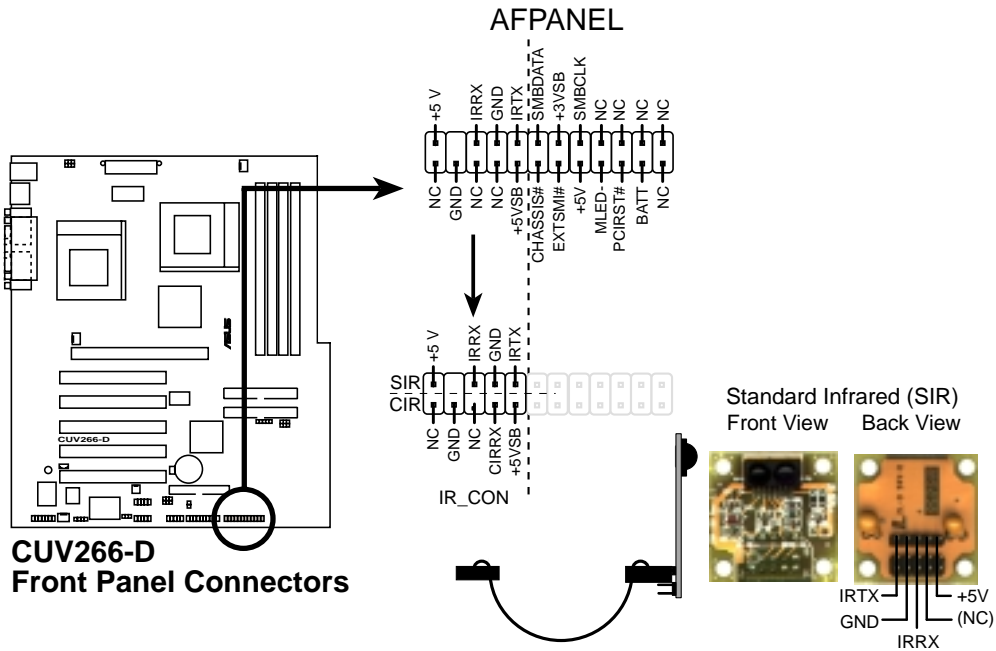 AFPANEL
+5 V
IRRX
GND
IRTX
SMBDATA
+3VSB
SMBCLK
NC
NC
NC
NC
NC
GND
NC
NC
+5VSB
CHASSIS#
EXTSMI#
+5V
MLED-
PCIRST#
BATT
NC
+5 V
IRRX
GND
IRTX
SIR
CIR
NC
GND
NC
CIRRX
+5VSB
IR_CON
ASUS
CUV266-D
CUV266-D
Front Panel Connectors
Standard Infrared (SIR)
Front View Back View
IRTX
GND
IRRX
+5V
(NC)